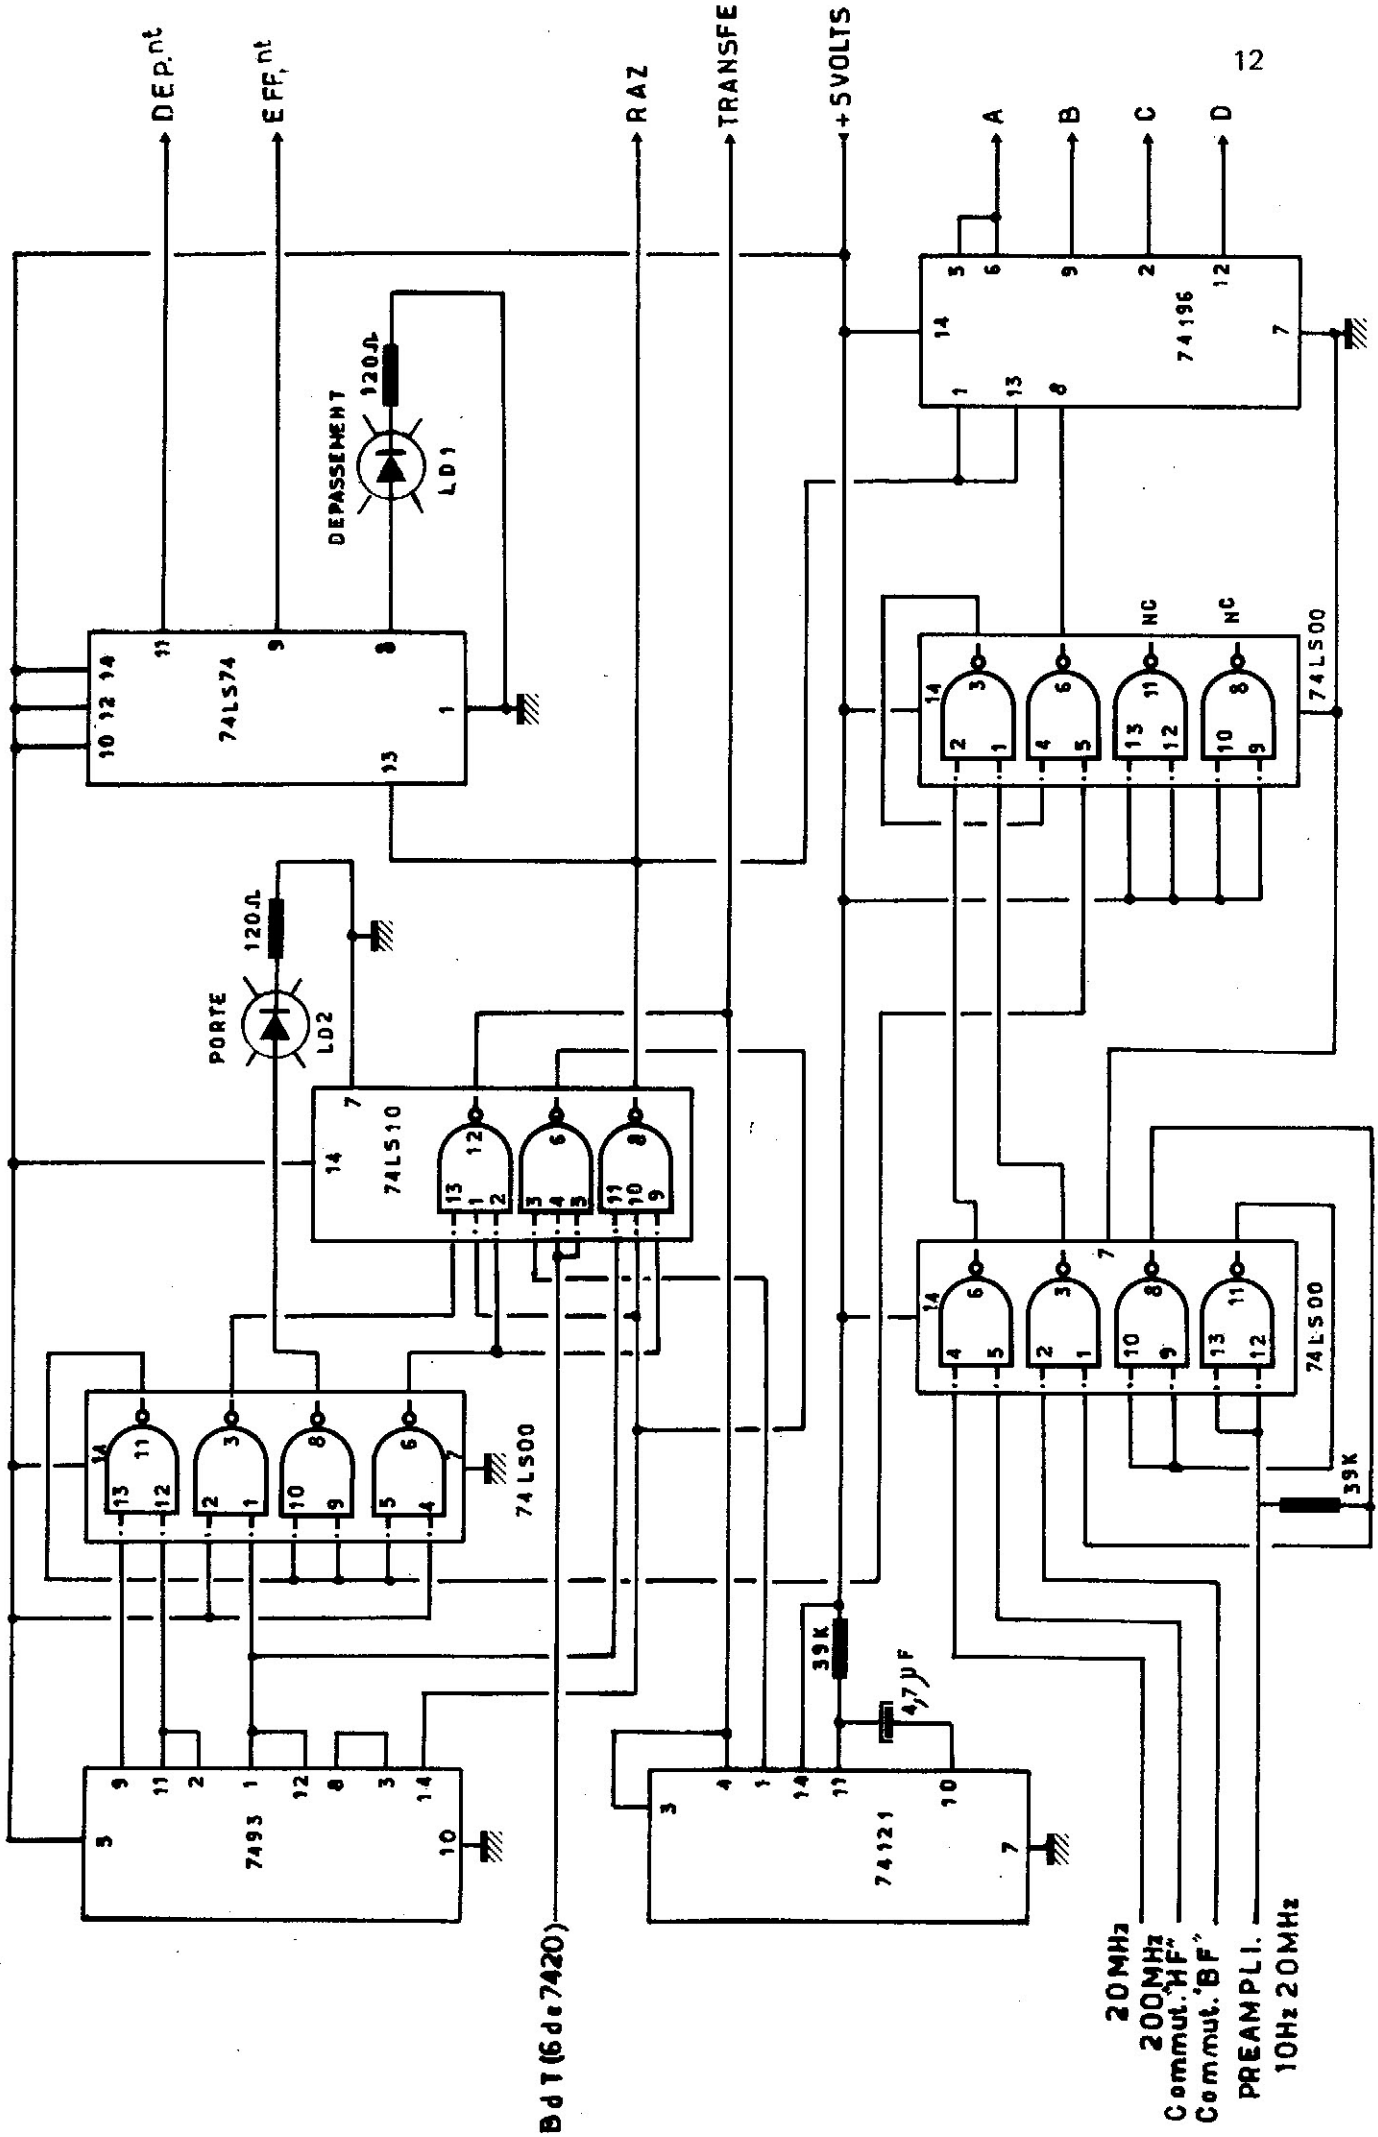 DEP.nt
EFF.nt
RAZ
TRANSFE
+5VOLTS
12
A
B
C
D
10 12 14
11
9
8
74LS74
1
13
DEPASSEMENT
120Ω
LD1
5
6
9
2
12
14
74196
1
13
8
7
PORTE
120Ω
LD2
7
14
74LS10
13
1
2
12
3
4
5
6
11
10
9
8
14
2
1
3
4
5
6
13
12
11
NC
10
9
8
NC
74LS00
14
13
12
11
2
1
3
10
9
8
5
4
6
7
74LS00
14
4
5
6
2
1
3
7
10
9
8
13
12
11
74LS00
39K
5
7493
10
9
11
2
1
12
8
3
14
BdT(6de7420)
3
74121
7
4
1
14
11
10
39K
4,7µF
20MHz
200MHz
Commut."HF"
Commut."BF"
PREAMPLI.
10Hz 20MHz